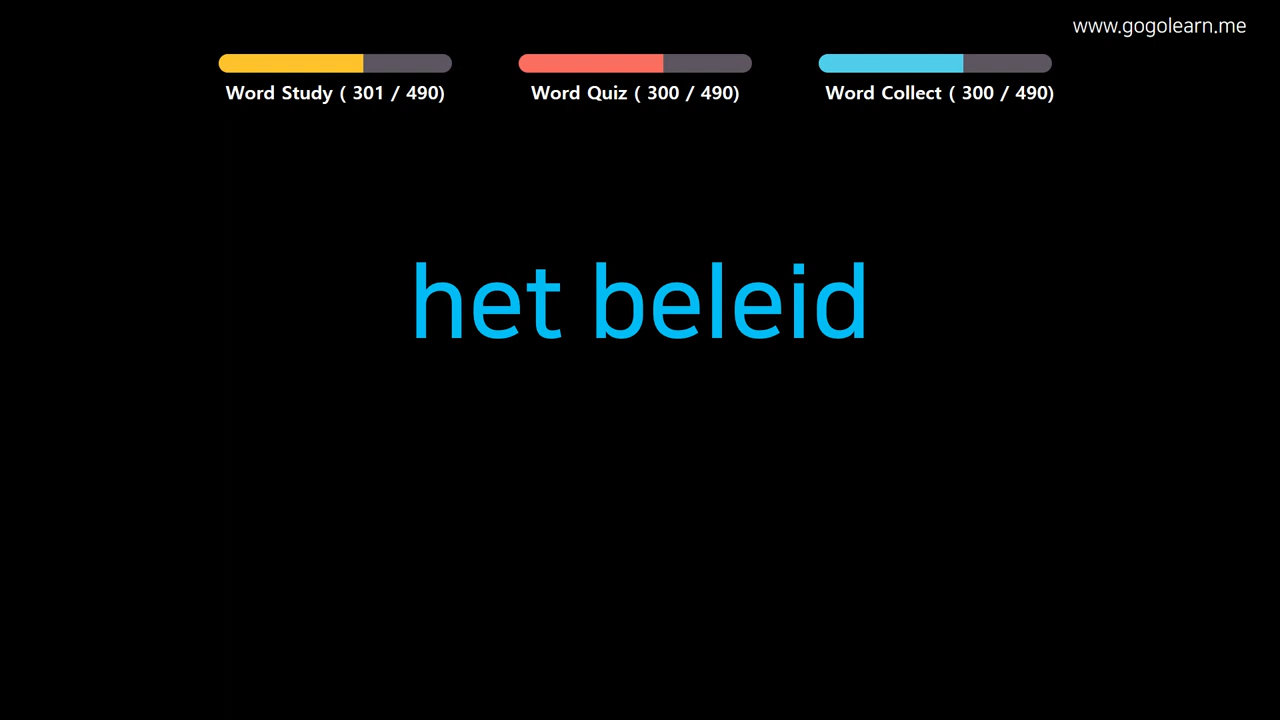 www.gogolearn.me
Word Study ( 301 / 490)
Word Quiz ( 300 / 490)
Word Collect ( 300 / 490)
het beleid